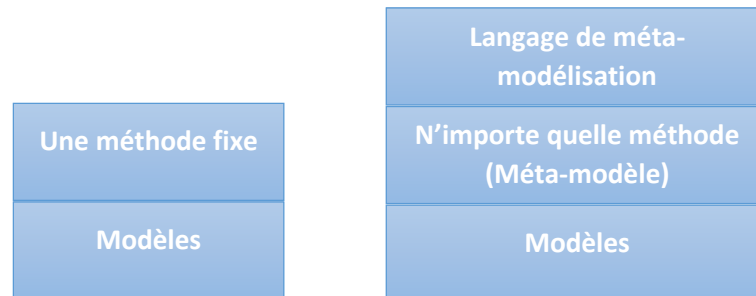 Une méthode fixe
Modèles
Langage de méta-
modélisation
N’importe quelle méthode
(Méta-modèle)
Modèles